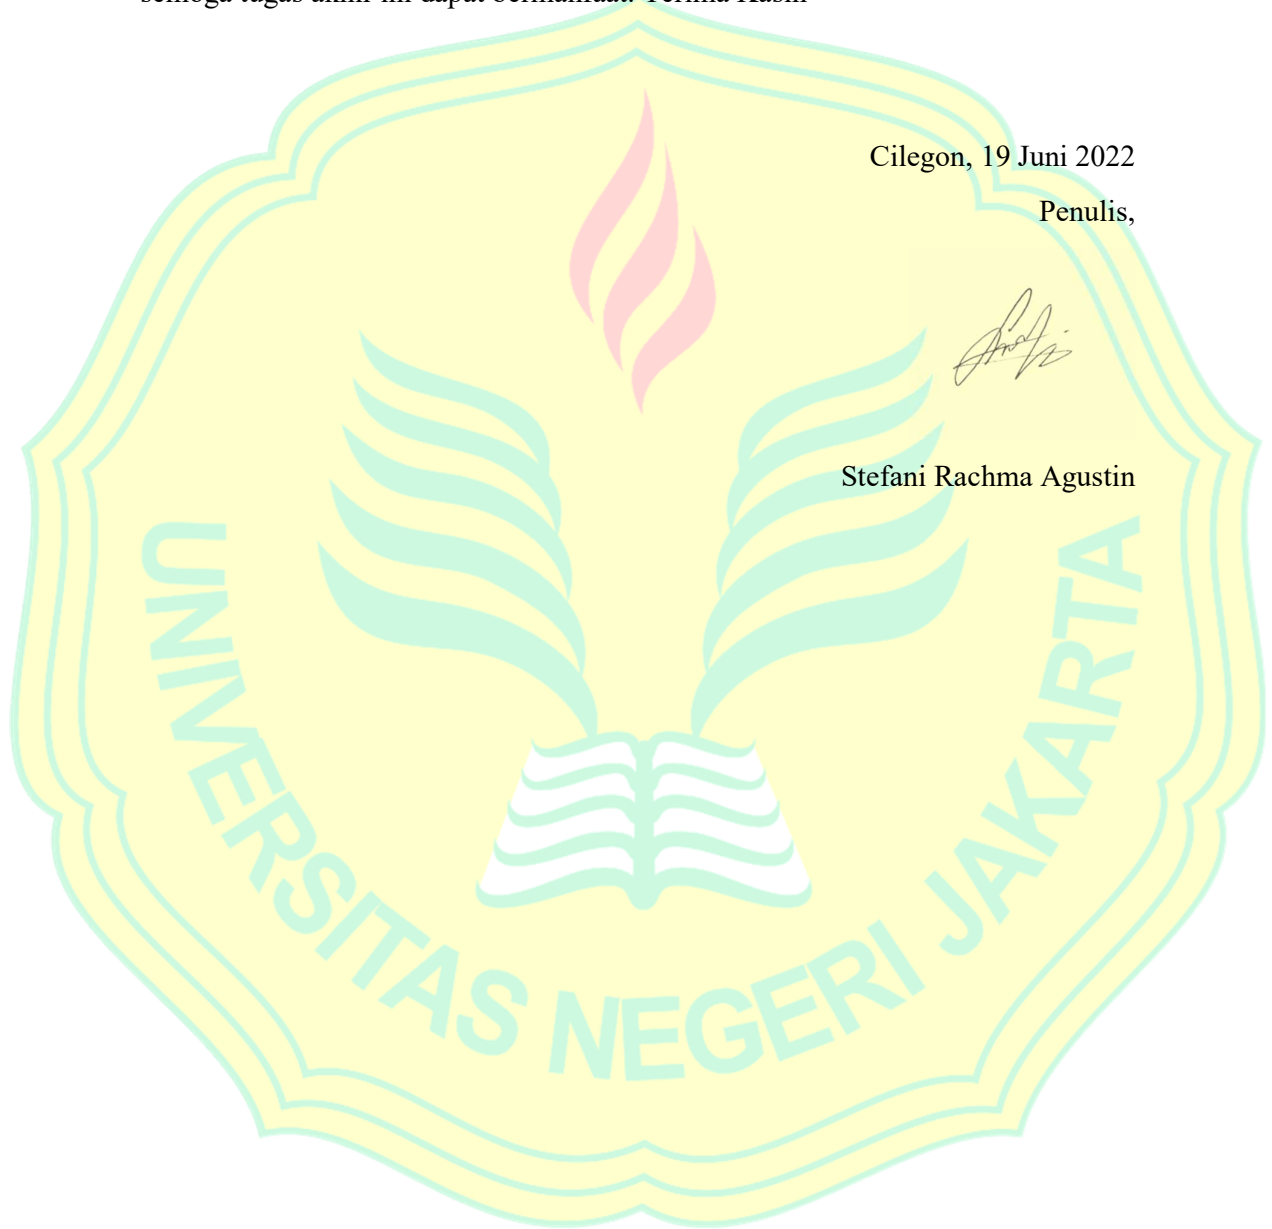 semoga tugas akhir ini dapat bermanfaat. Terima Kasih
Cilegon, 19 Juni 2022
Penulis,
Stefani Rachma Agustin
UNIVERSITAS NEGERI JAKARTA